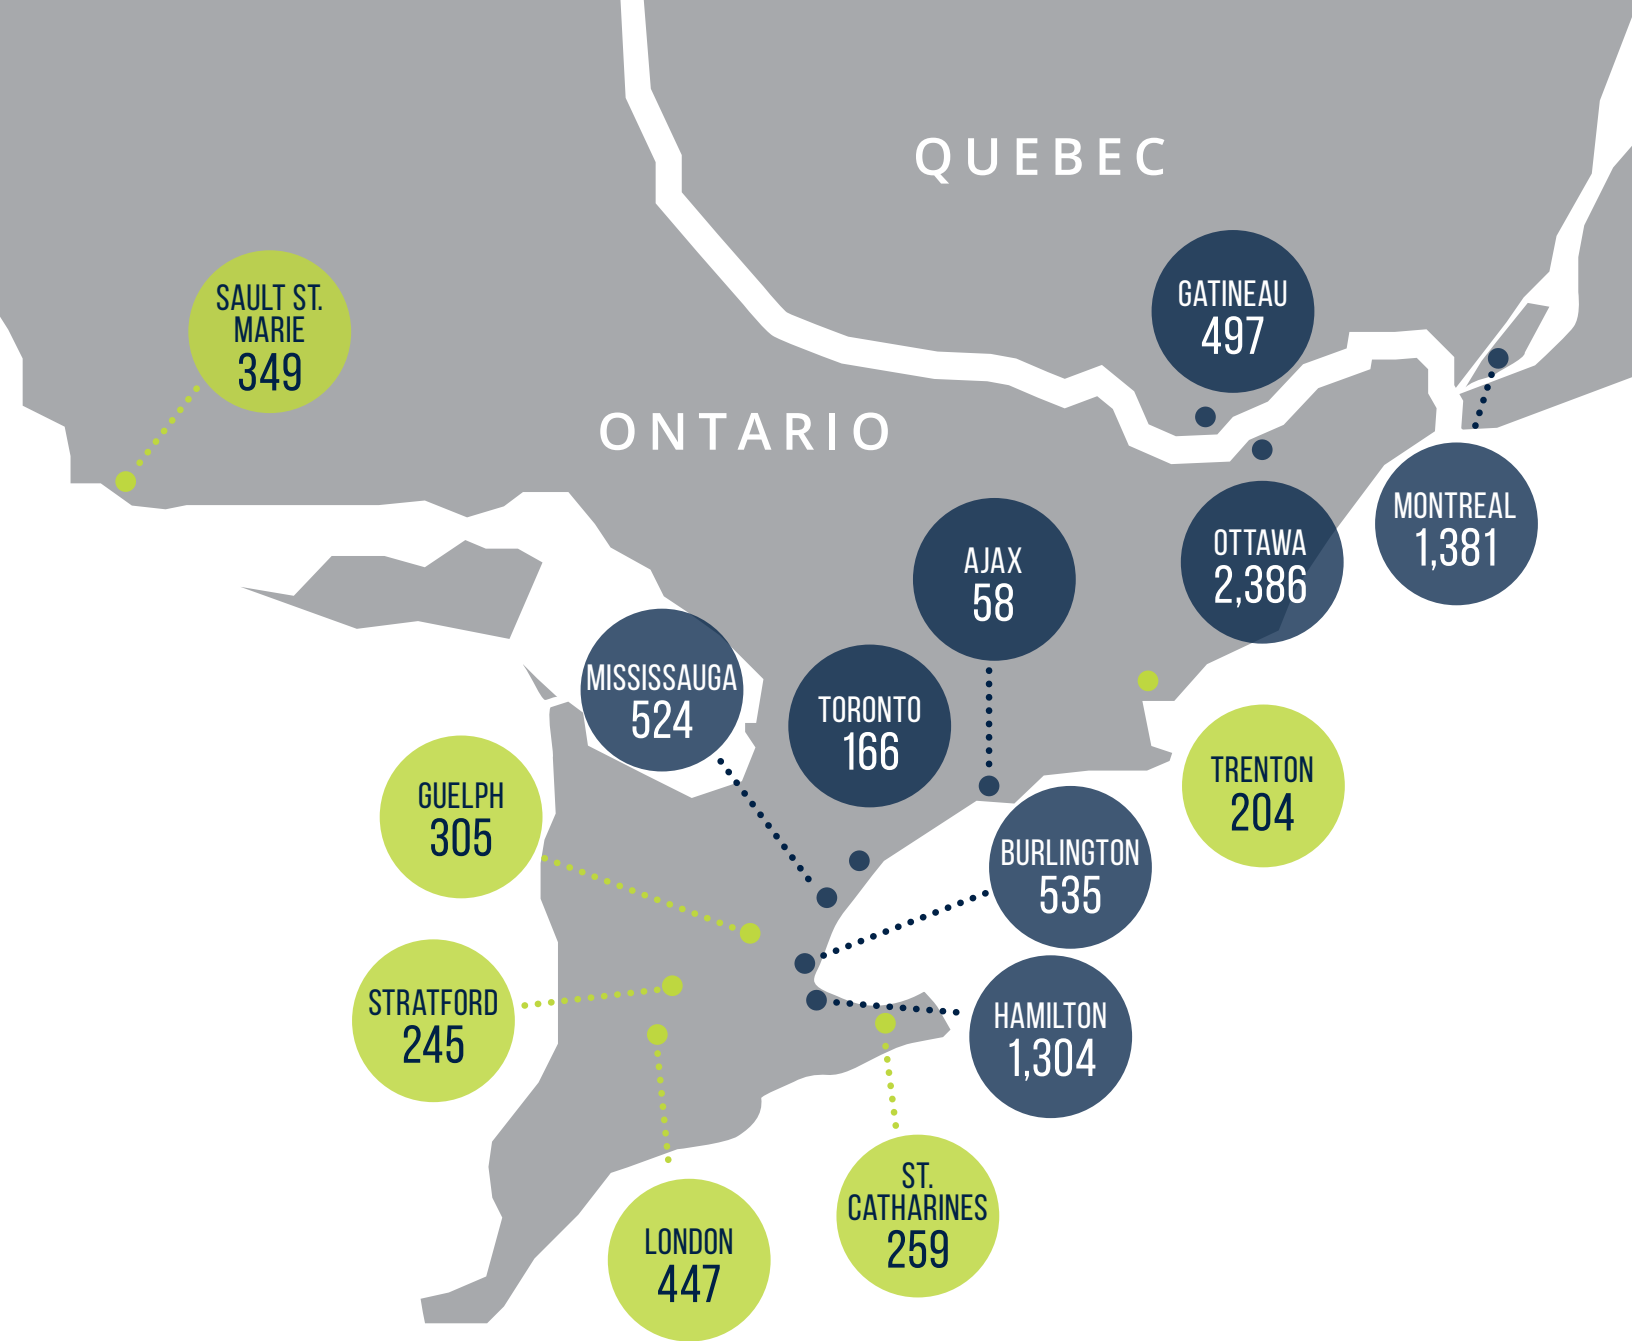 QUEBEC
GATINEAU
497
SAULT ST.
MARIE
349
ONTARIO
MONTREAL
1,381
OTTAWA
2,386
AJAX
58
MISSISSAUGA
524
TORONTO
166
TRENTON
204
GUELPH
305
BURLINGTON
535
STRATFORD
245
HAMILTON
1,304
ST.
CATHARINES
259
LONDON
447